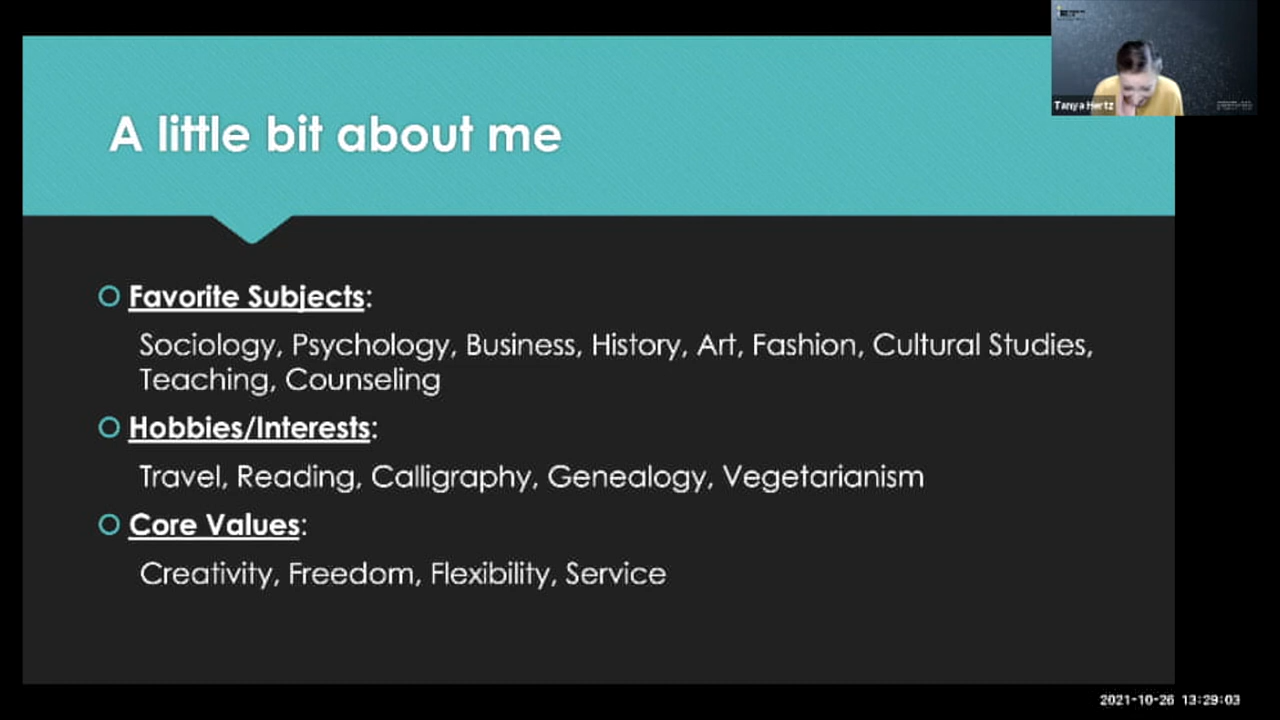 A little bit about me
Tanya Hertz
Favorite Subjects:
Sociology, Psychology, Business, History, Art, Fashion, Cultural Studies,
Teaching, Counseling
Hobbies/Interests:
Travel, Reading, Calligraphy, Genealogy, Vegetarianism
Core Values:
Creativity, Freedom, Flexibility, Service
2021-10-26 13:29:03